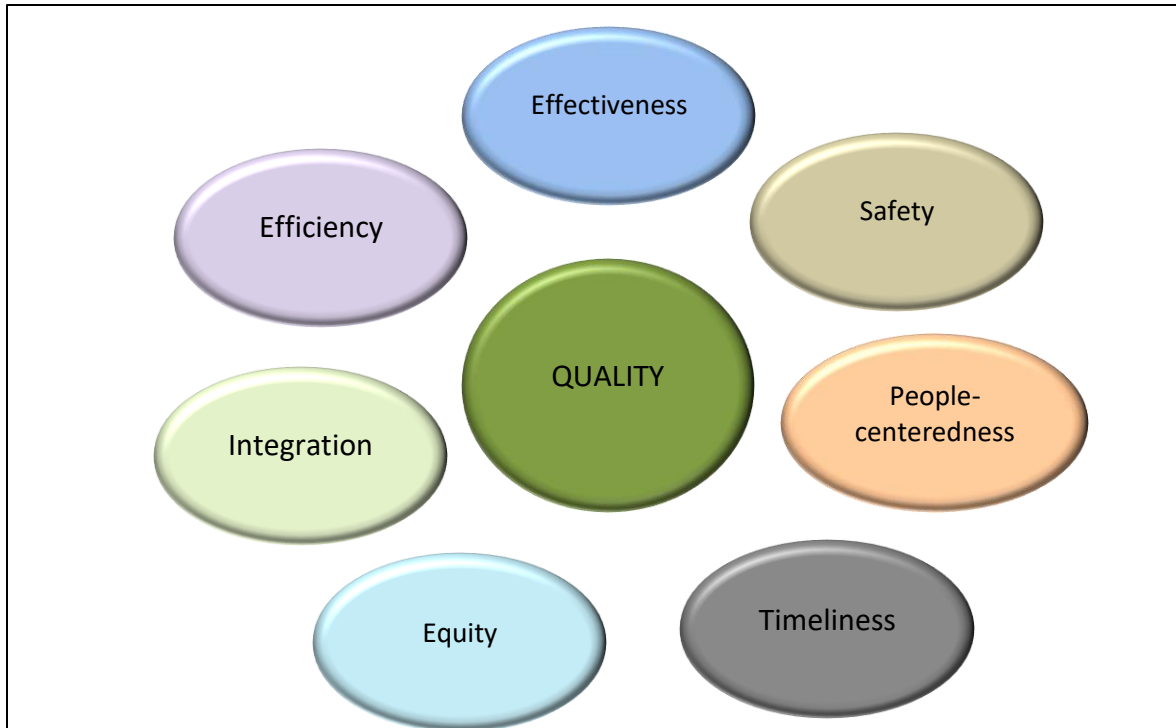 Effectiveness
Safety
Efficiency
QUALITY
People-
centeredness
Integration
Timeliness
Equity